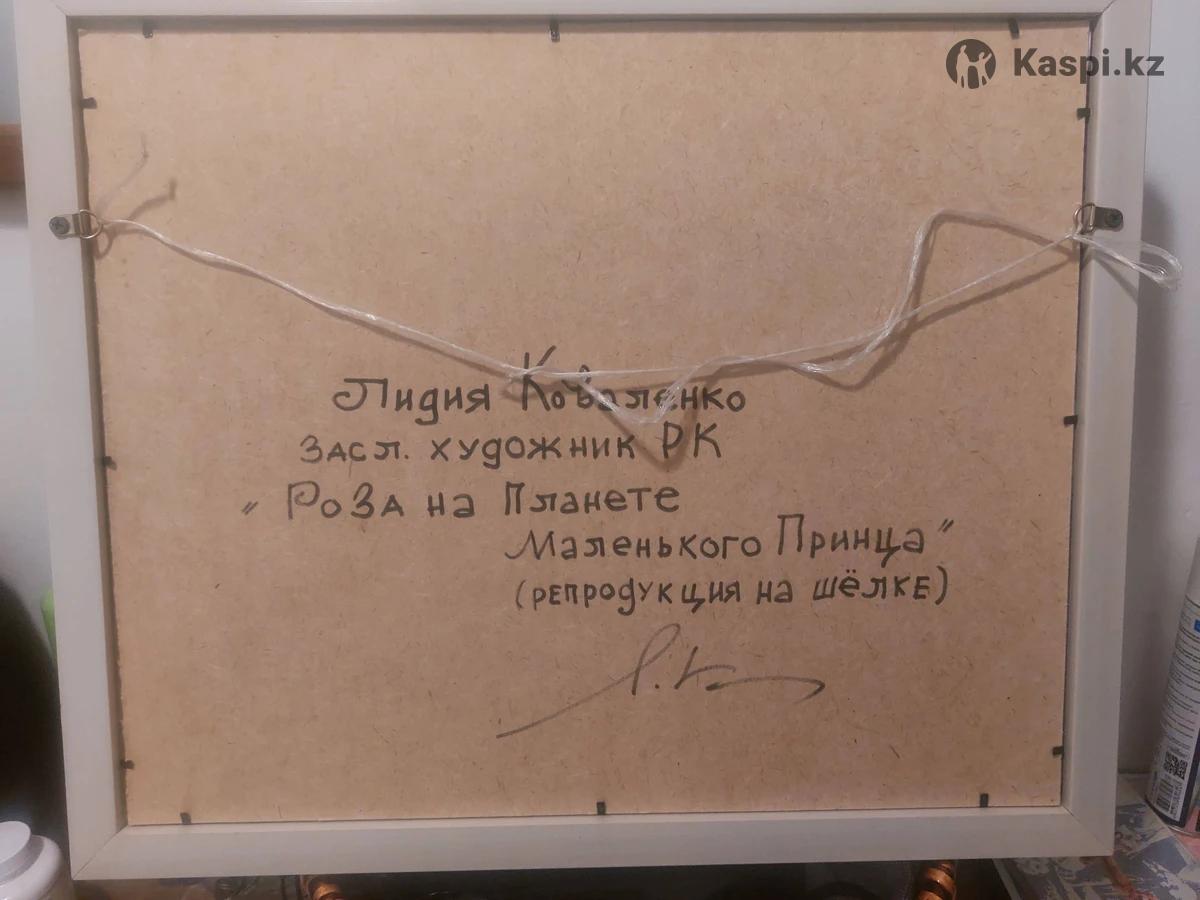 Kaspi.kz
Лидия Коваленко
засл. художник РК
"Роза на Планете
Маленького Принца"
(репродукция на шёлке)